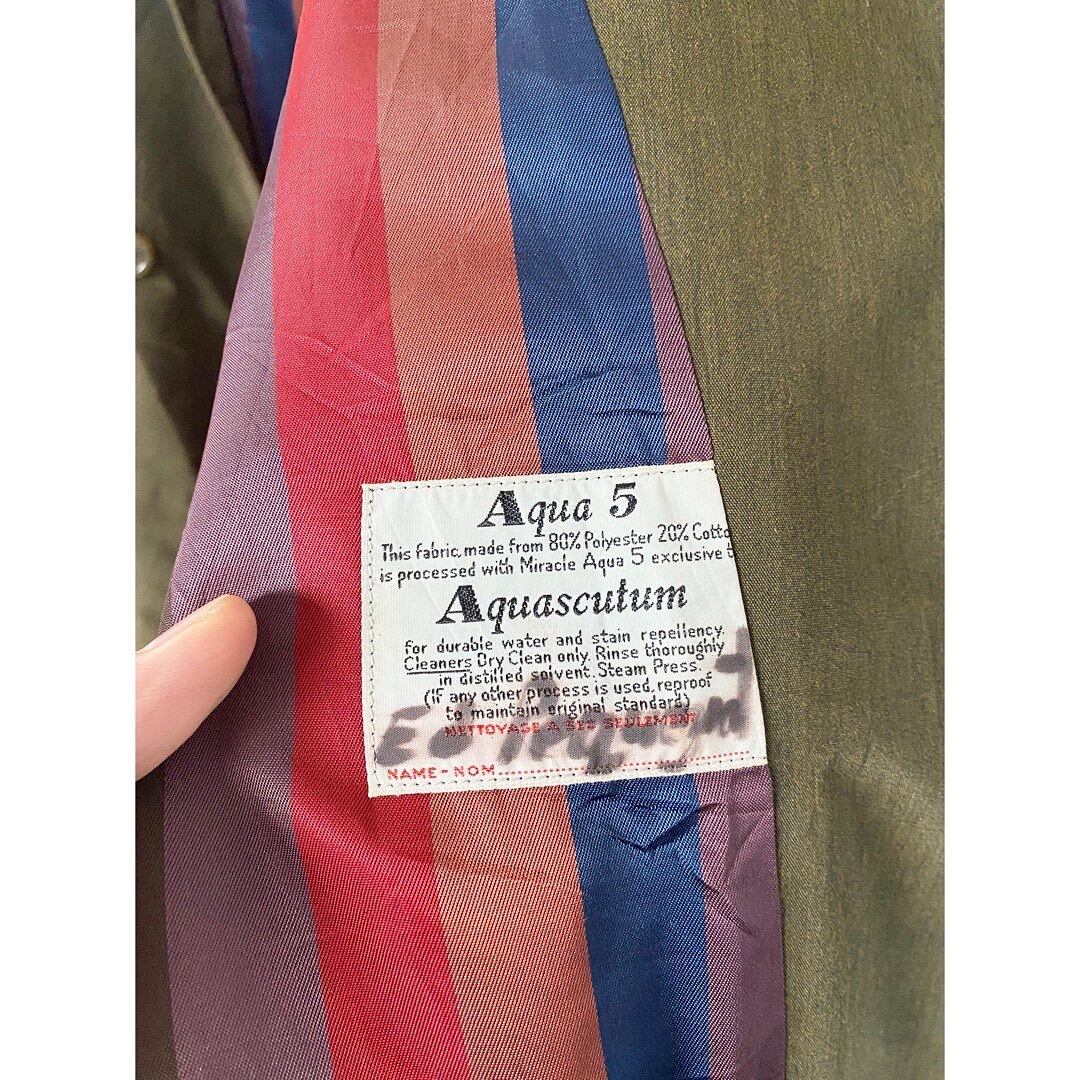 Aqua 5
This fabric, made from 80% Polyester 20% Cotto
is processed with Miracle Aqua 5 exclusive
Aquascutum
for durable water and stain repellency.
Cleaners Dry Clean only. Rinse thoroughly
in distilled solvent. Steam Press.
(if any other process is used, reproof
to maintain original standard)
NETTOYAGE A SEC SEULEMENT
NAME - NOM